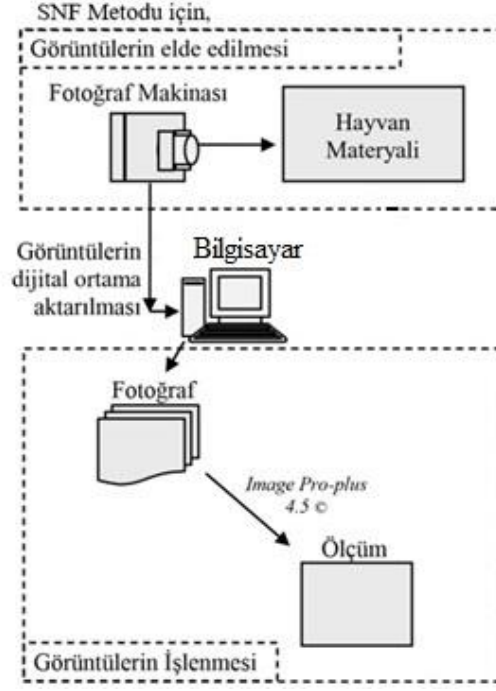 SNF Metodu için,
Görüntülerin elde edilmesi
Fotoğraf Makinası
Hayvan
Materyali
Görüntülerin
dijital ortama
aktarılması
Bilgisayar
Fotoğraf
Image Pro-plus
4.5 ©
Ölçüm
Görüntülerin İşlenmesi